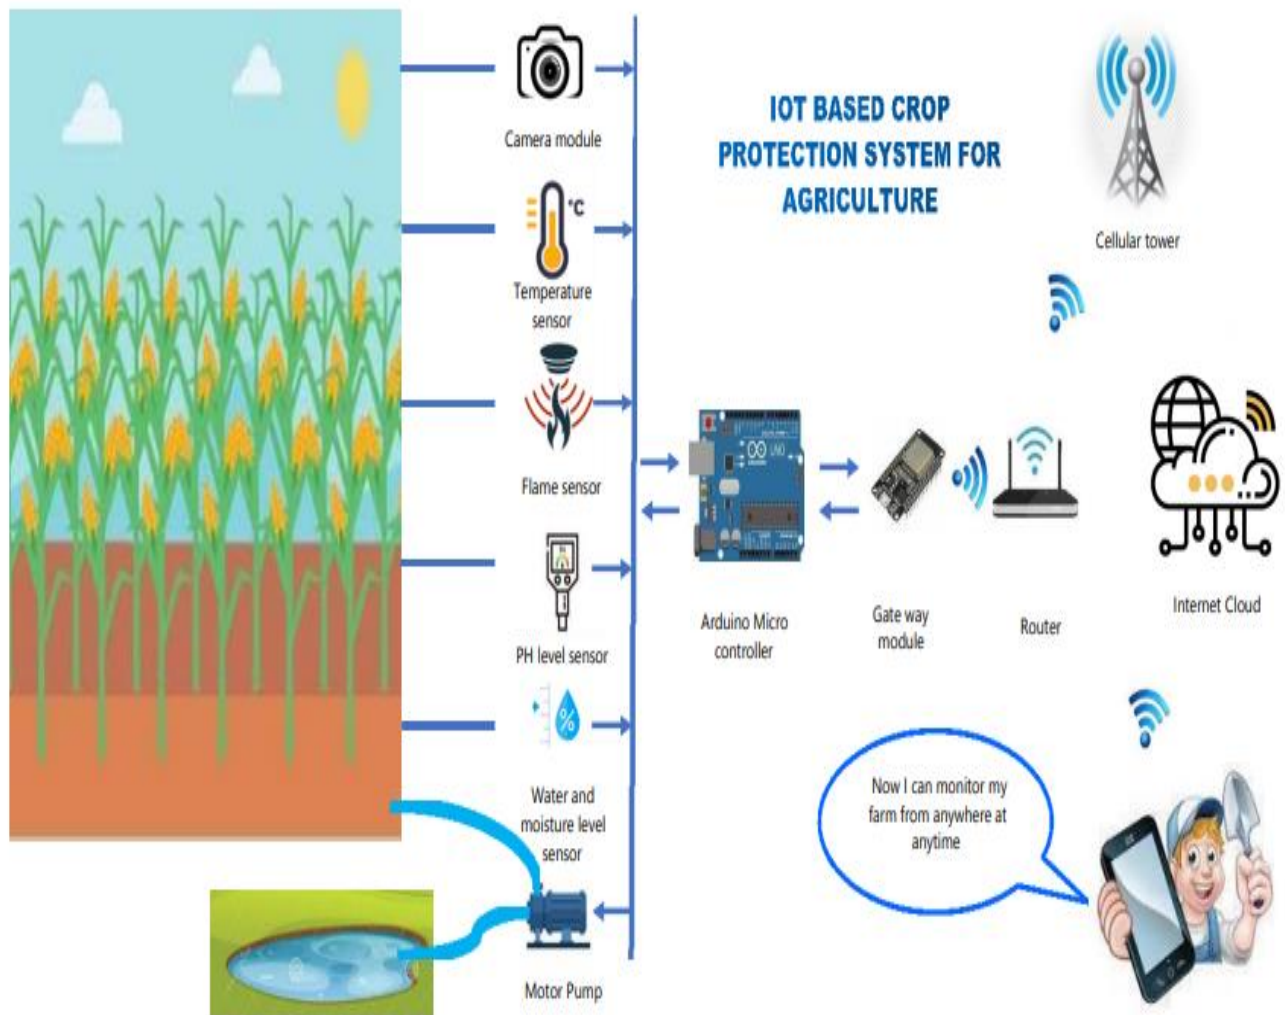 Camera module
°C
Temperature
sensor
Flame sensor
PH level sensor
%
Water and
moisture level
sensor
Motor Pump
IOT BASED CROP
PROTECTION SYSTEM FOR
AGRICULTURE
Cellular tower
UNO
Arduino Micro
controller
Gate way
module
Router
Internet Cloud
Now I can monitor my
farm from anywhere at
anytime